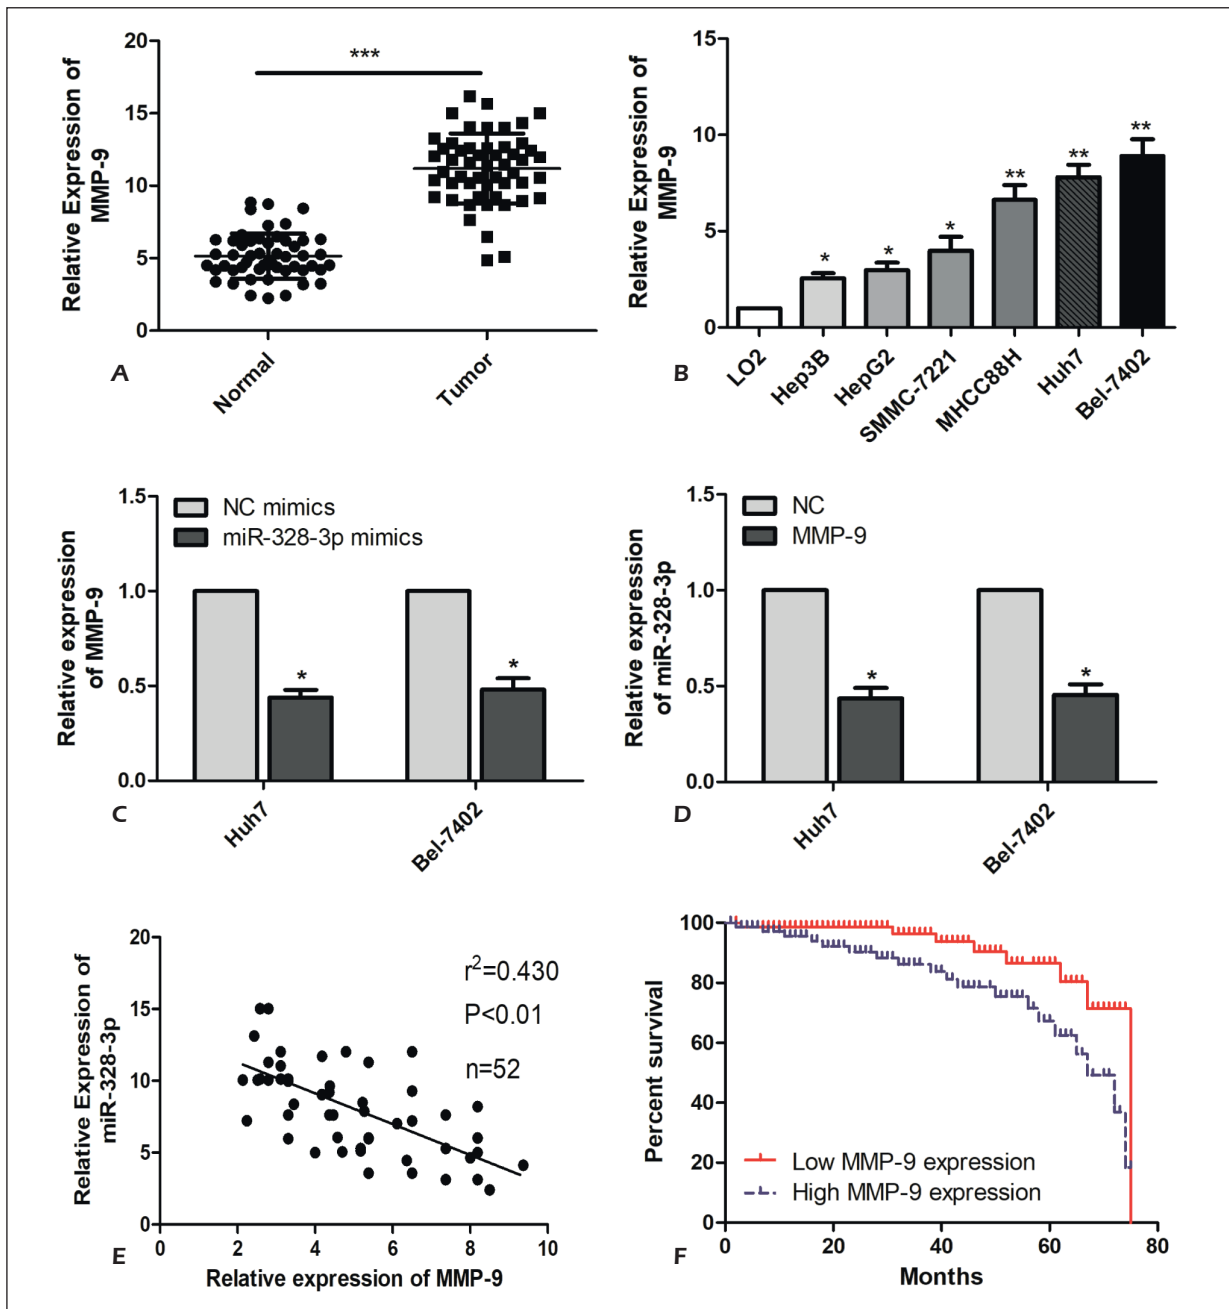 20
15
10
5
0
Relative Expression of
MMP-9
***
Normal
Tumor
A
15
10
5
0
Relative Expression of
MMP-9
*
*
*
**
**
**
LO2
Hep3B
HepG2
SMMC-7221
MHCC88H
Huh7
Bel-7402
B
1.5
1.0
0.5
0.0
Relative expression
of MMP-9
NC mimics
miR-328-3p mimics
*
*
Huh7
Bel-7402
C
1.5
1.0
0.5
0.0
Relative expression
of miR-328-3p
NC
MMP-9
*
*
Huh7
Bel-7402
D
20
15
10
5
0
Relative Expression of
miR-328-3p
r2=0.430
P<0.01
n=52
0 2 4 6 8 10
Relative expression of MMP-9
E
100
80
60
40
20
0
Percent survival
Low MMP-9 expression
High MMP-9 expression
0 20 40 60 80
Months
F